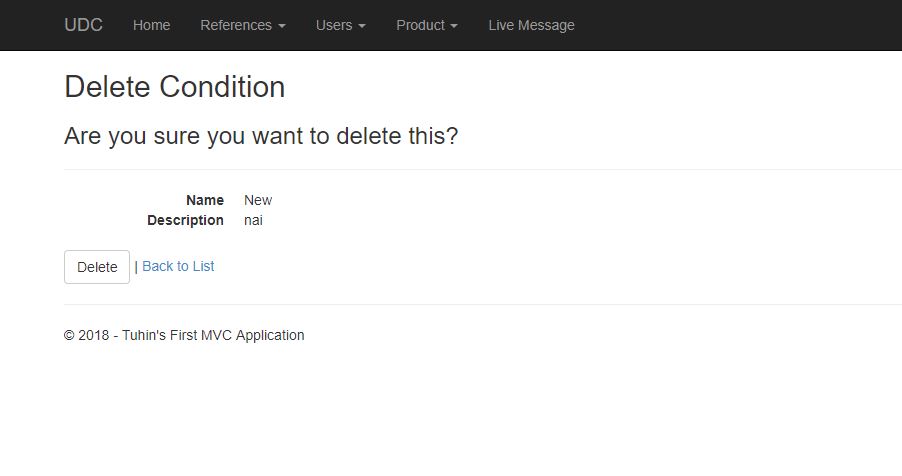 UDC Home References Users Product Live Message
Delete Condition
Are you sure you want to delete this?
Name New
Description nai
Delete | Back to List
© 2018 - Tuhin's First MVC Application